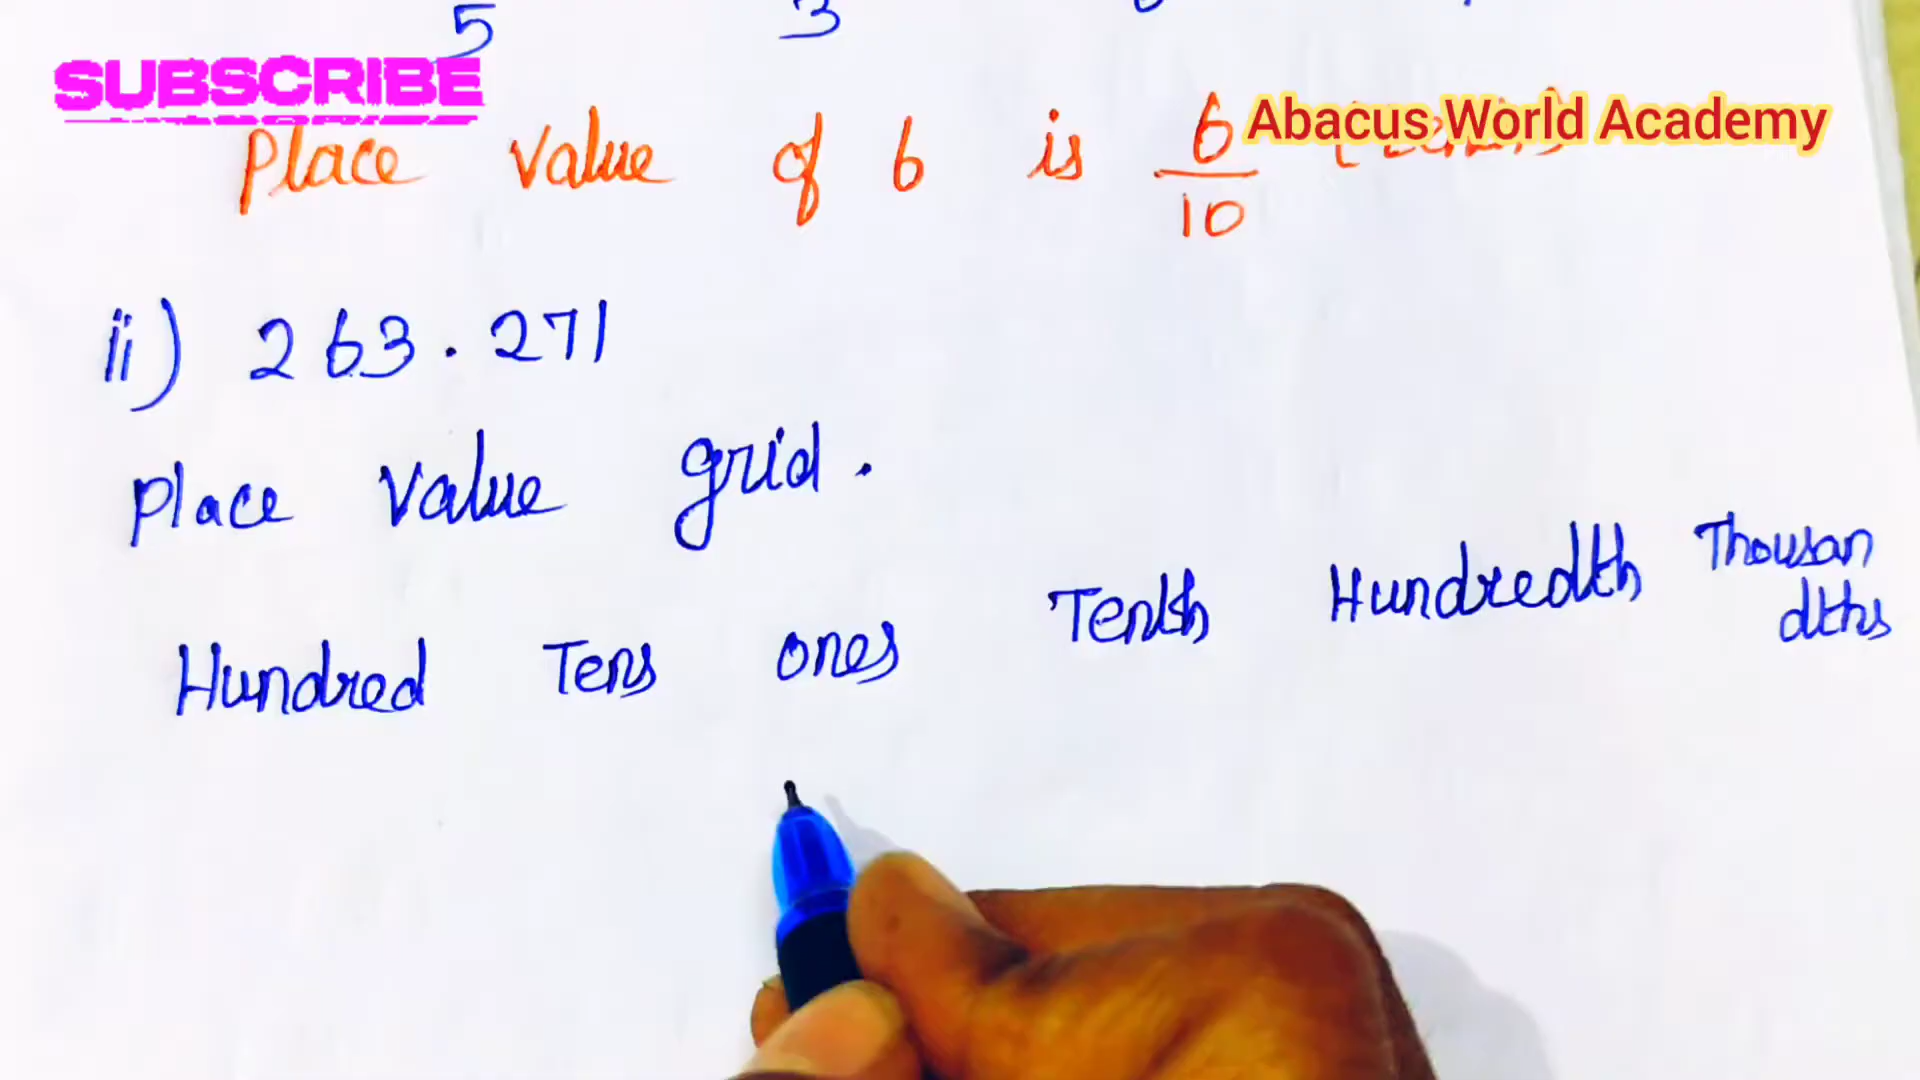 5 3
SUBSCRIBE
Abacus World Academy
Place Value of 6 is 6/10
ii) 263.271
Place Value grid.
Hundred Tens ones Tenth Hundredth Thousan
dths